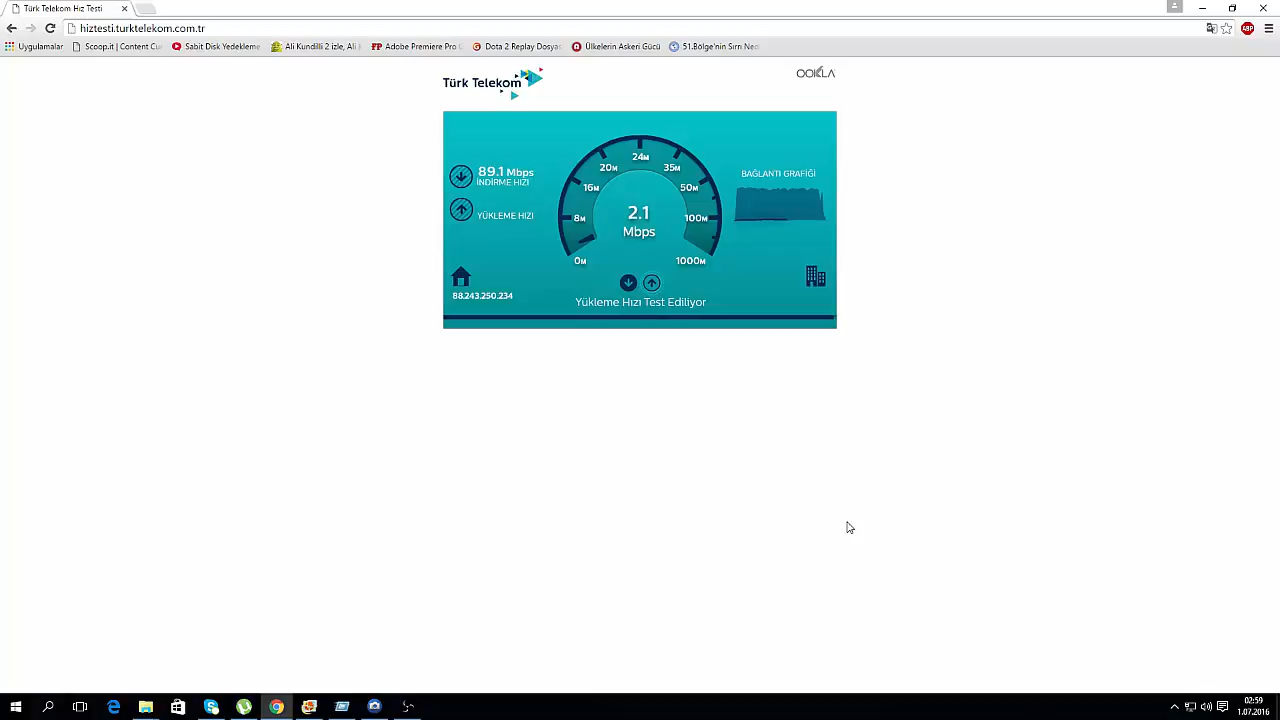 Türk Telekom Hız Testi
hiztesti.turktelekom.com.tr
Uygulamalar Scoop.it | Content Cu Sabit Disk Yedekleme Ali Kundilli 2 izle, Ali Adobe Premiere Pro Dota 2 Replay Dosyas Ülkelerin Askeri Gücü 51.Bölge'nin Sırrı Ne
ABP
Türk Telekom
OOKLA
89.1 Mbps
İNDİRME HIZI
YÜKLEME HIZI
24M
20M 35M
16M 50M
8M 100M
0M 1000M
2.1
Mbps
BAĞLANTI GRAFİĞİ
88.243.250.234
Yükleme Hızı Test Ediliyor
02:59
1.07.2016